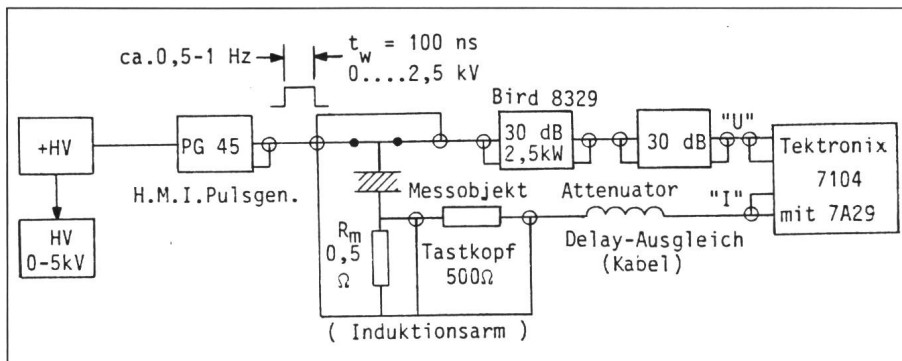 ca.0,5-1 Hz
t_w = 100 ns
0....2,5 kV
+HV
HV
0-5kV
PG 45
H.M.I.Pulsgen.
Bird 8329
30 dB
2,5kW
30 dB
"U"
"I"
Tektronix
7104
mit 7A29
Messobjekt
R_m
0,5
Ω
Tastkopf
500Ω
Attenuator
Delay-Ausgleich
(Kabel)
( Induktionsarm )